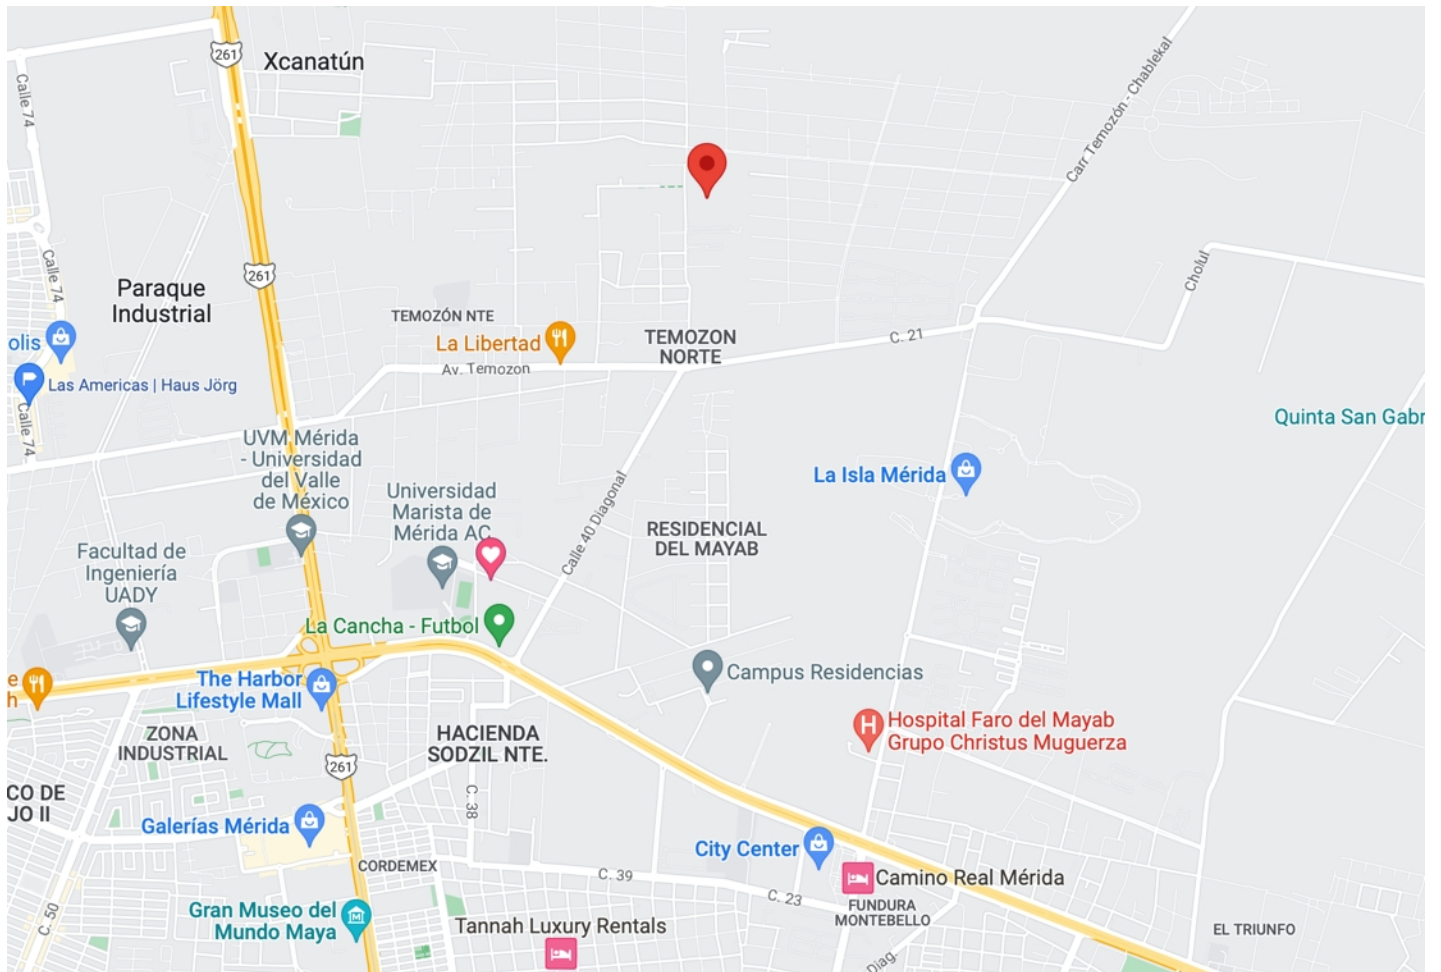 261
Xcanatún
Calle 74
Carr Temozón - Chablekal
Calle 74
261
Cholul
Paraque
Industrial
TEMOZÓN NTE
La Libertad
TEMOZON
NORTE
C. 21
olis
Av. Temozon
Las Americas | Haus Jörg
Calle 74
Quinta San Gabr
UVM Mérida
- Universidad
del Valle
de México
La Isla Mérida
Universidad
Marista de
Mérida AC
Calle 40 Diagonal
RESIDENCIAL
DEL MAYAB
Facultad de
Ingeniería
UADY
La Cancha - Futbol
e
h
The Harbor
Lifestyle Mall
Campus Residencias
ZONA
INDUSTRIAL
HACIENDA
SODZIL NTE.
Hospital Faro del Mayab
Grupo Christus Muguerza
261
CO DE
JO II
C. 38
Galerías Mérida
City Center
CORDEMEX
C. 39
C. 23
Camino Real Mérida
FUNDURA
MONTEBELLO
C. 50
Gran Museo del
Mundo Maya
Tannah Luxury Rentals
EL TRIUNFO
Diag.